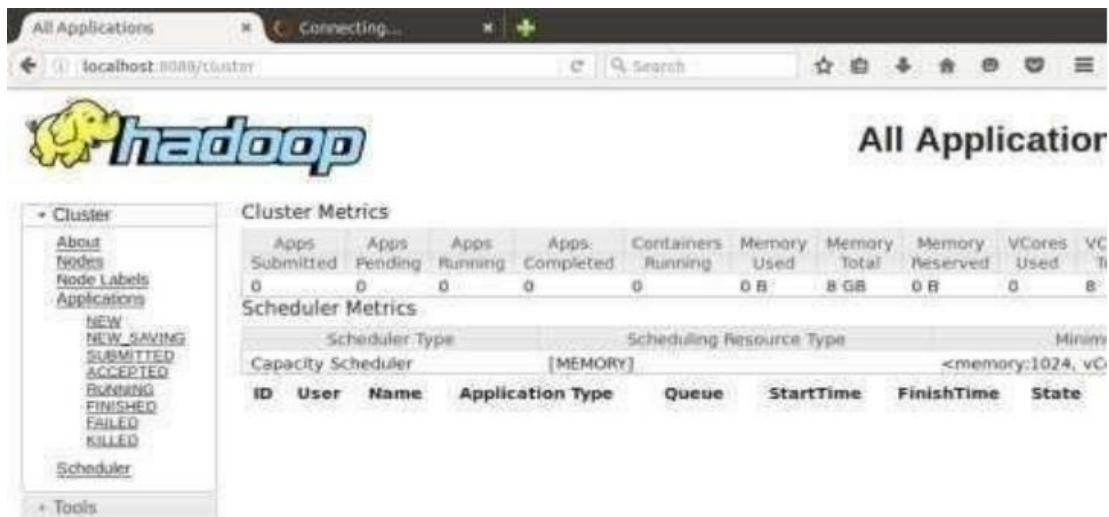 All Applications
Connecting...
localhost:8088/cluster
Search
hadoop
All Application
Cluster
About
Nodes
Node Labels
Applications
NEW
NEW_SAVING
SUBMITTED
ACCEPTED
RUNNING
FINISHED
FAILED
KILLED
Scheduler
Tools
Cluster Metrics
Apps Submitted Apps Pending Apps Running Apps Completed Containers Running Memory Used Memory Total Memory Reserved VCores Used VC
0 0 0 0 0 0 B 8 GB 0 B 0 8
Scheduler Metrics
Scheduler Type Scheduling Resource Type Minim
Capacity Scheduler [MEMORY] <memory:1024, vC
ID User Name Application Type Queue StartTime FinishTime State